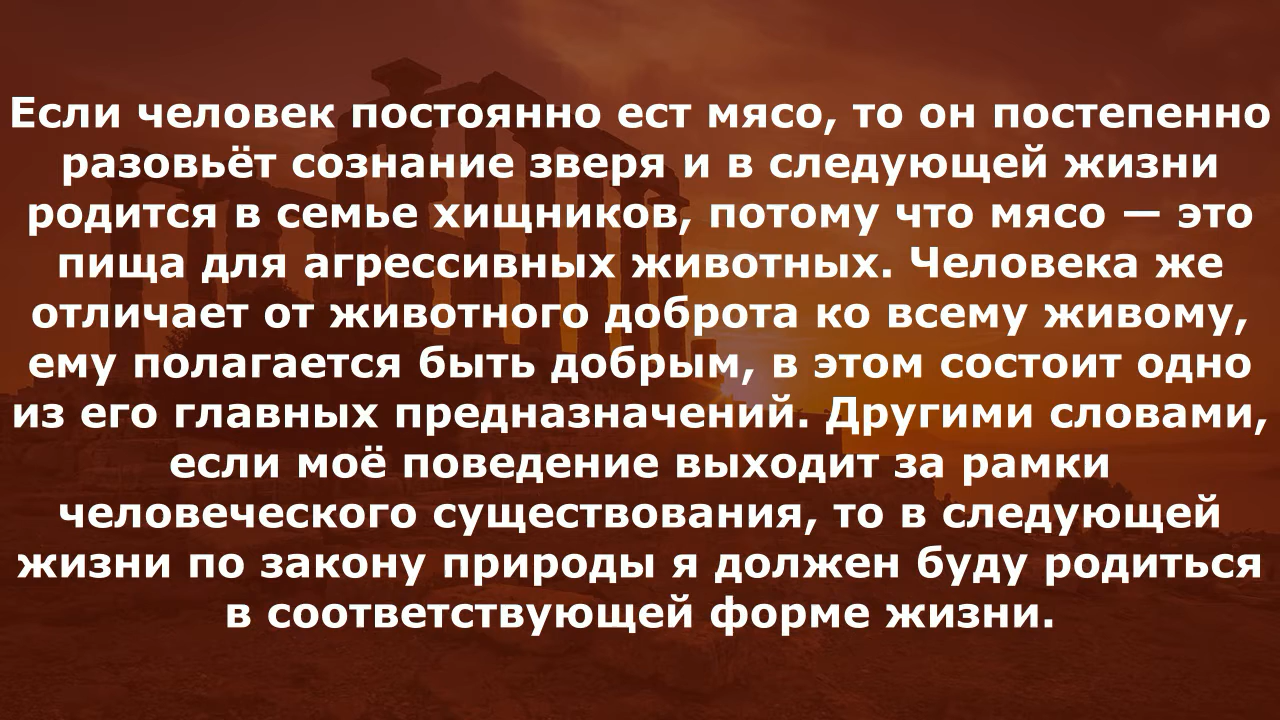 Если человек постоянно ест мясо, то он постепенно
разовьёт сознание зверя и в следующей жизни
родится в семье хищников, потому что мясо — это
пища для агрессивных животных. Человека же
отличает от животного доброта ко всему живому,
ему полагается быть добрым, в этом состоит одно
из его главных предназначений. Другими словами,
если моё поведение выходит за рамки
человеческого существования, то в следующей
жизни по закону природы я должен буду родиться
в соответствующей форме жизни.